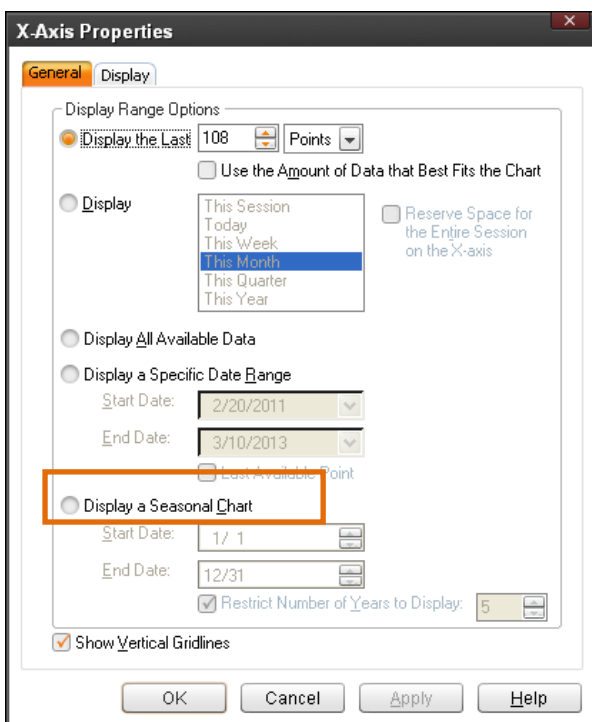 X-Axis Properties
General Display
Display Range Options
Display the Last 108 Points
Use the Amount of Data that Best Fits the Chart
Display
This Session
Today
This Week
This Month
This Quarter
This Year
Reserve Space for
the Entire Session
on the X-axis
Display All Available Data
Display a Specific Date Range
Start Date: 2/20/2011
End Date: 3/10/2013
Last Available Point
Display a Seasonal Chart
Start Date: 1/ 1
End Date: 12/31
Restrict Number of Years to Display: 5
Show Vertical Gridlines
OK Cancel Apply Help